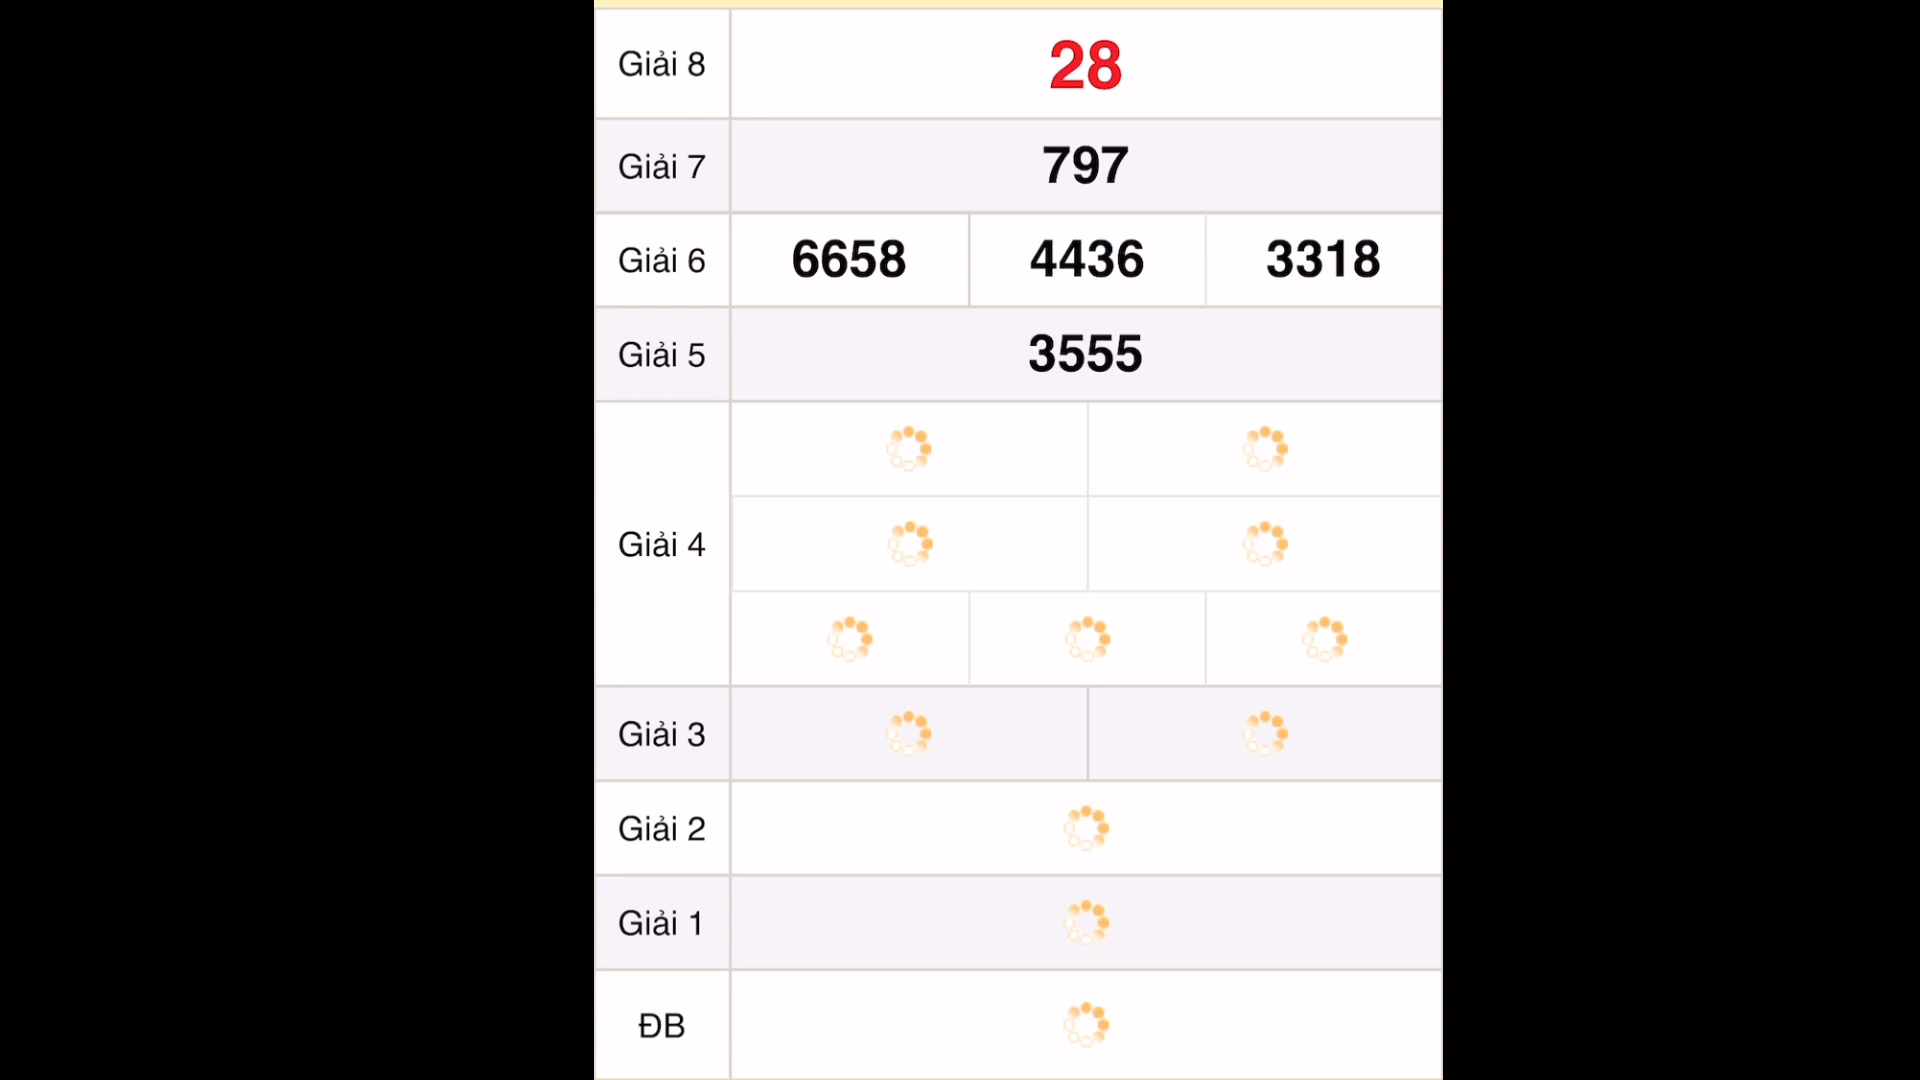 Giải 8 28
Giải 7 797
Giải 6 6658 4436 3318
Giải 5 3555
Giải 4
Giải 3
Giải 2
Giải 1
ĐB